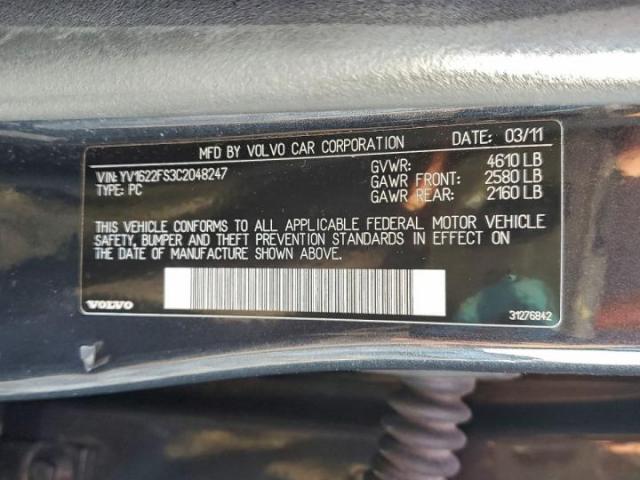 MFD BY VOLVO CAR CORPORATION DATE: 03/11
VIN: YV1622FS3C2048247 GVWR: 4610 LB
TYPE: PC GAWR FRONT: 2580 LB
GAWR REAR: 2160 LB
THIS VEHICLE CONFORMS TO ALL APPLICABLE FEDERAL MOTOR VEHICLE
SAFETY, BUMPER AND THEFT PREVENTION STANDARDS IN EFFECT ON
THE DATE OF MANUFACTURE SHOWN ABOVE.
VOLVO 31276842